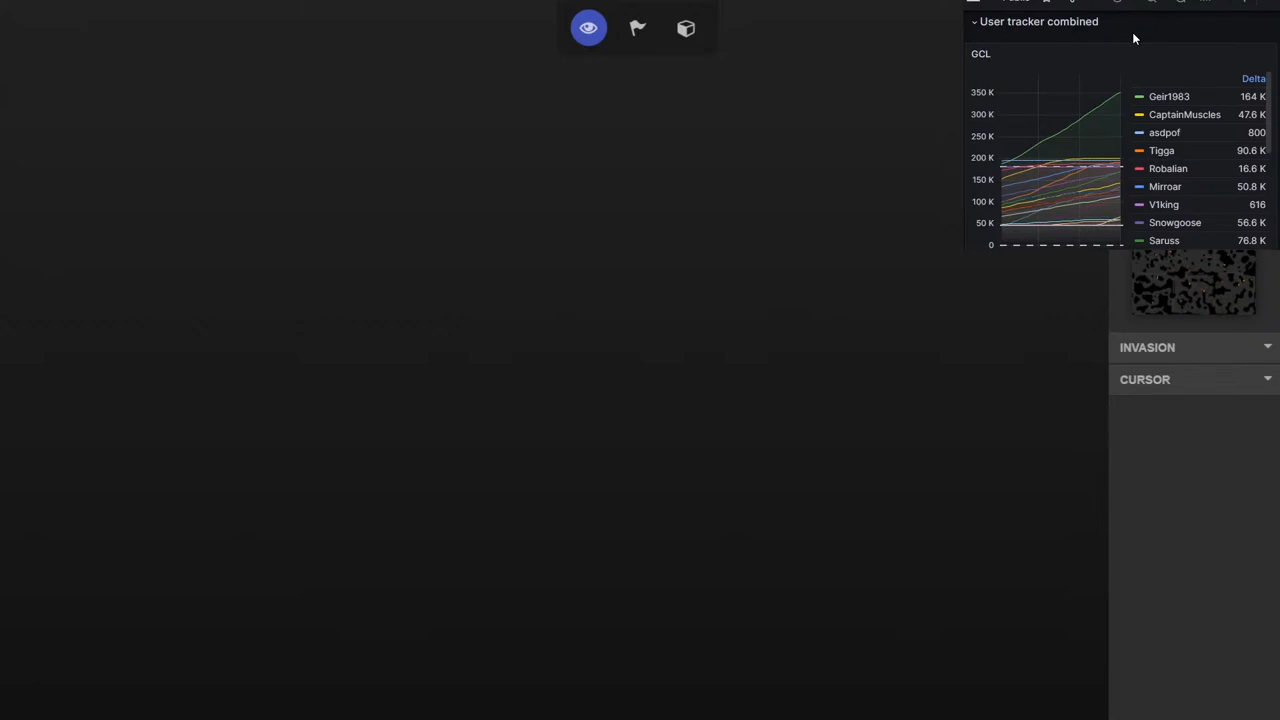 User tracker combined
GCL
Delta
350 K
300 K
250 K
200 K
150 K
100 K
50 K
0
Geir1983 164 K
CaptainMuscles 47.6 K
asdpof 800
Tigga 90.6 K
Robalian 16.6 K
Mirroar 50.8 K
V1king 616
Snowgoose 56.6 K
Saruss 76.8 K
INVASION
CURSOR